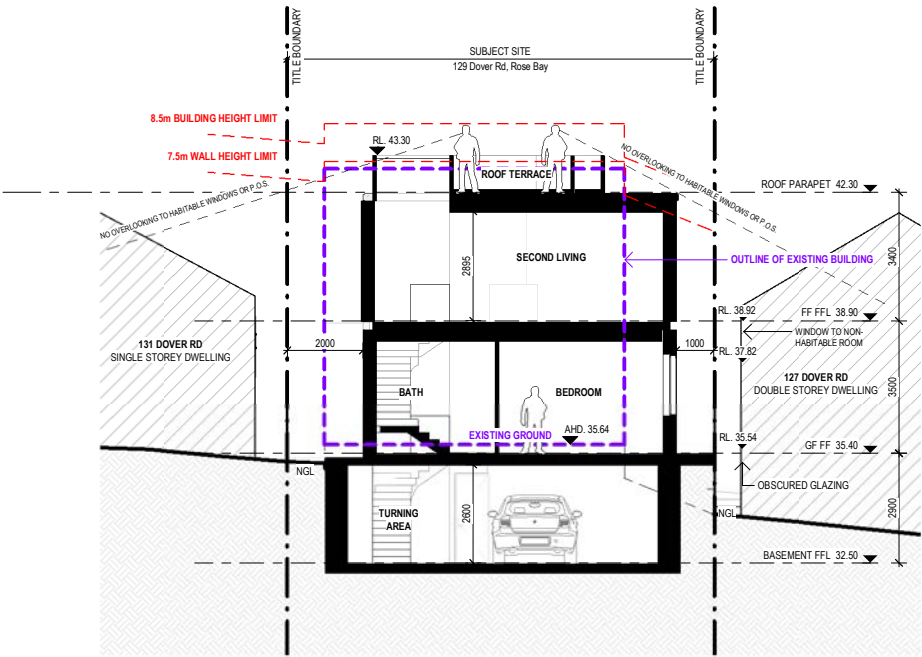 TITLE BOUNDARY
TITLE BOUNDARY
SUBJECT SITE
129 Dover Rd, Rose Bay
8.5m BUILDING HEIGHT LIMIT
RL. 43.30
7.5m WALL HEIGHT LIMIT
NO OVERLOOKING TO HABITABLE WINDOWS OR P.O.S.
ROOF TERRACE
NO OVERLOOKING TO HABITABLE WINDOWS OR P.O.S.
ROOF PARAPET 42.30
2895
SECOND LIVING
OUTLINE OF EXISTING BUILDING
3400
RL. 38.92
FF FFL 38.90
131 DOVER RD
SINGLE STOREY DWELLING
2000
1000
WINDOW TO NON-
HABITABLE ROOM
RL. 37.82
127 DOVER RD
DOUBLE STOREY DWELLING
3500
BATH
BEDROOM
EXISTING GROUND
AHD. 35.64
RL. 35.54
GF FF 35.40
NGL
OBSCURED GLAZING
TURNING
AREA
2600
NGL
2900
BASEMENT FFL 32.50